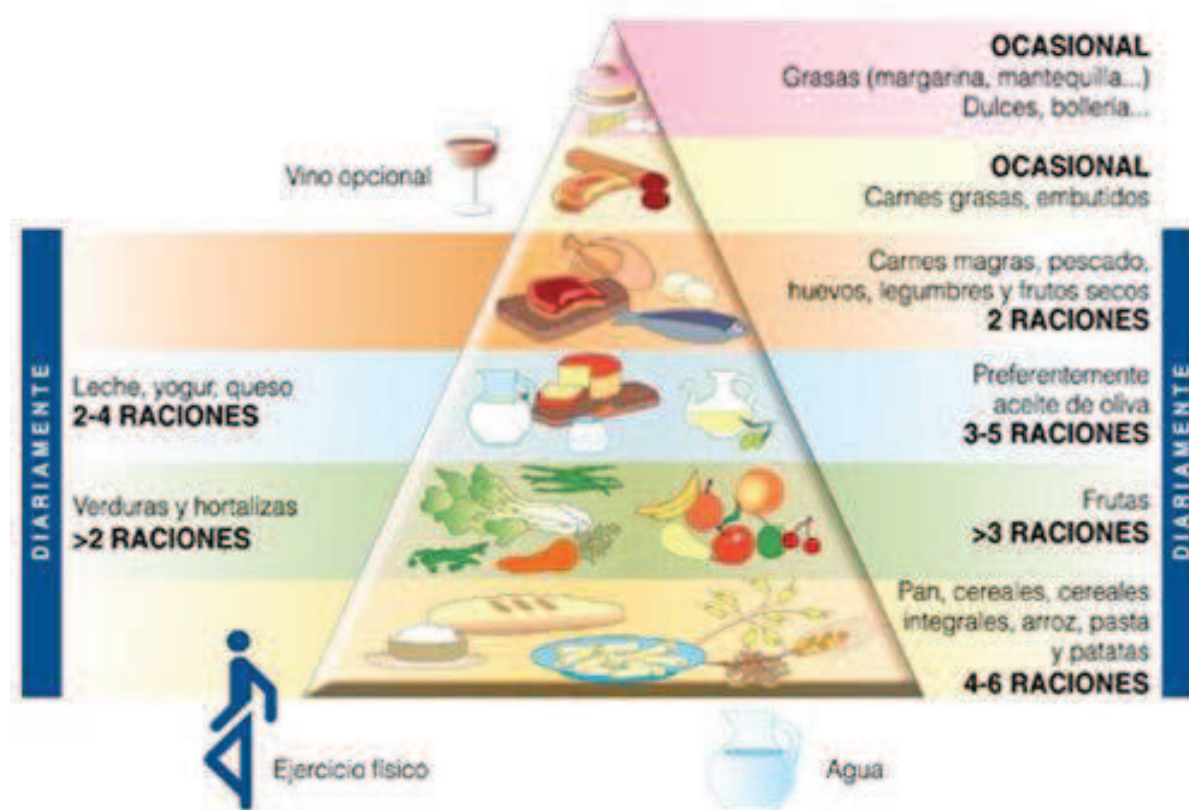 OCASIONAL
Grasas (margarina, mantequilla...)
Dulces, bollería...
Vino opcional
OCASIONAL
Carnes grasas, embutidos
DIARIAMENTE
Carnes magras, pescado,
huevos, legumbres y frutos secos
2 RACIONES
Leche, yogur, queso
2-4 RACIONES
Preferentemente
aceite de oliva
3-5 RACIONES
Verduras y hortalizas
>2 RACIONES
Frutas
>3 RACIONES
Pan, cereales, cereales
integrales, arroz, pasta
y patatas
4-6 RACIONES
DIARIAMENTE
Ejercicio físico
Agua